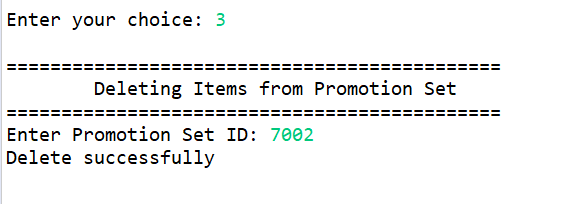 Enter your choice: 3
=============================================
Deleting Items from Promotion Set
=============================================
Enter Promotion Set ID: 7002
Delete successfully